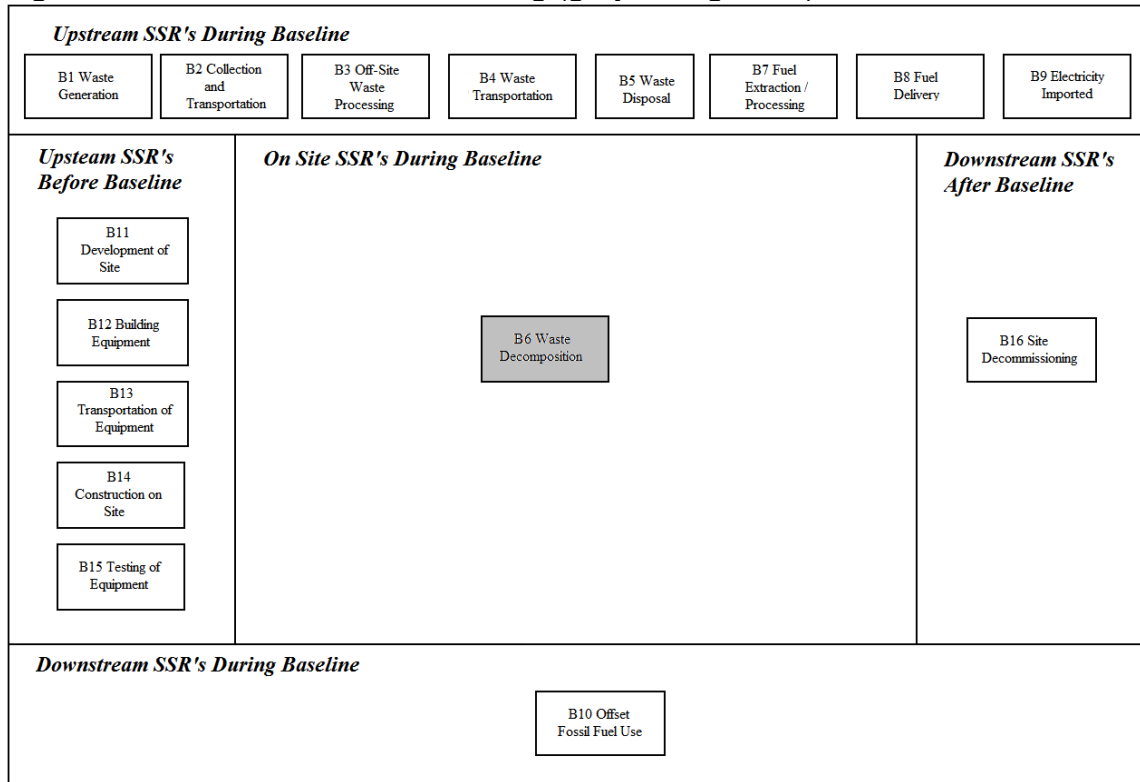 Upstream SSR's During Baseline
B1 Waste
Generation
B2 Collection
and
Transportation
B3 Off-Site
Waste
Processing
B4 Waste
Transportation
B5 Waste
Disposal
B7 Fuel
Extraction /
Processing
B8 Fuel
Delivery
B9 Electricity
Imported
Upsteam SSR's
Before Baseline
B11
Development of
Site
B12 Building
Equipment
B13
Transportation of
Equipment
B14
Construction on
Site
B15 Testing of
Equipment
On Site SSR's During Baseline
B6 Waste
Decomposition
Downstream SSR's
After Baseline
B16 Site
Decommissioning
Downstream SSR's During Baseline
B10 Offset
Fossil Fuel Use